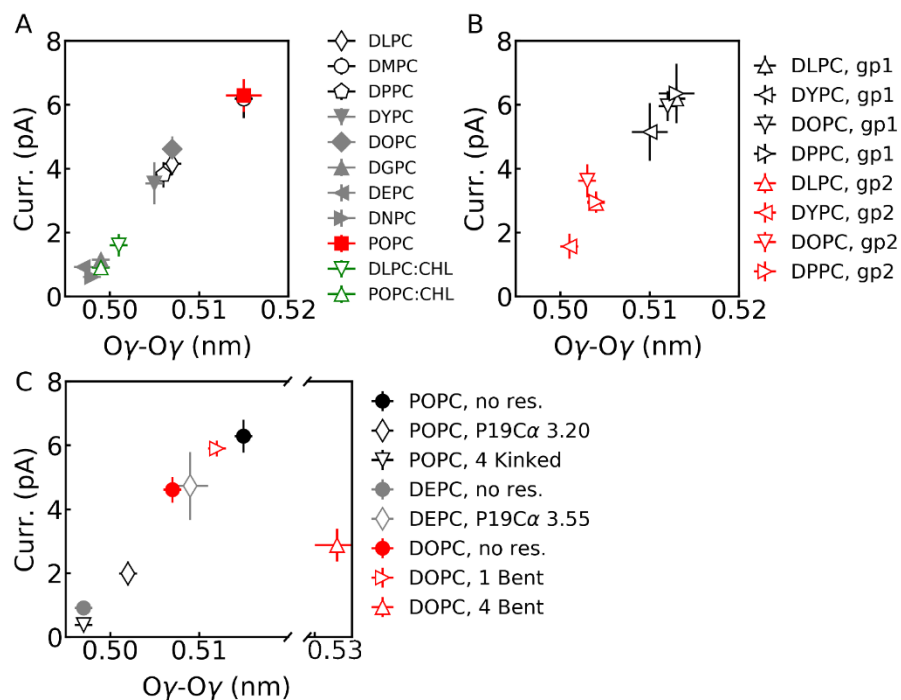 A
8
6
4
2
0
Curr. (pA)
0.50 0.51 0.52
Oγ-Oγ (nm)
DLPC
DMPC
DPPC
DYPC
DOPC
DGPC
DEPC
DNPC
POPC
DLPC:CHL
POPC:CHL
B
8
6
4
2
0
Curr. (pA)
0.50 0.51 0.52
Oγ-Oγ (nm)
DLPC, gp1
DYPC, gp1
DOPC, gp1
DPPC, gp1
DLPC, gp2
DYPC, gp2
DOPC, gp2
DPPC, gp2
C
8
6
4
2
0
Curr. (pA)
0.50 0.51 0.53
Oγ-Oγ (nm)
POPC, no res.
POPC, P19Cα 3.20
POPC, 4 Kinked
DEPC, no res.
DEPC, P19Cα 3.55
DOPC, no res.
DOPC, 1 Bent
DOPC, 4 Bent